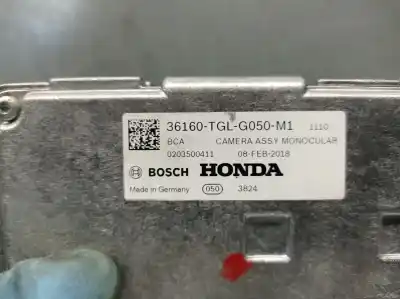 36160-TGL-G050-M1 1110
BCA CAMERA ASSY MONOCULAR
0203500411 08-FEB-2018
BOSCH HONDA
Made in Germany 050 3824